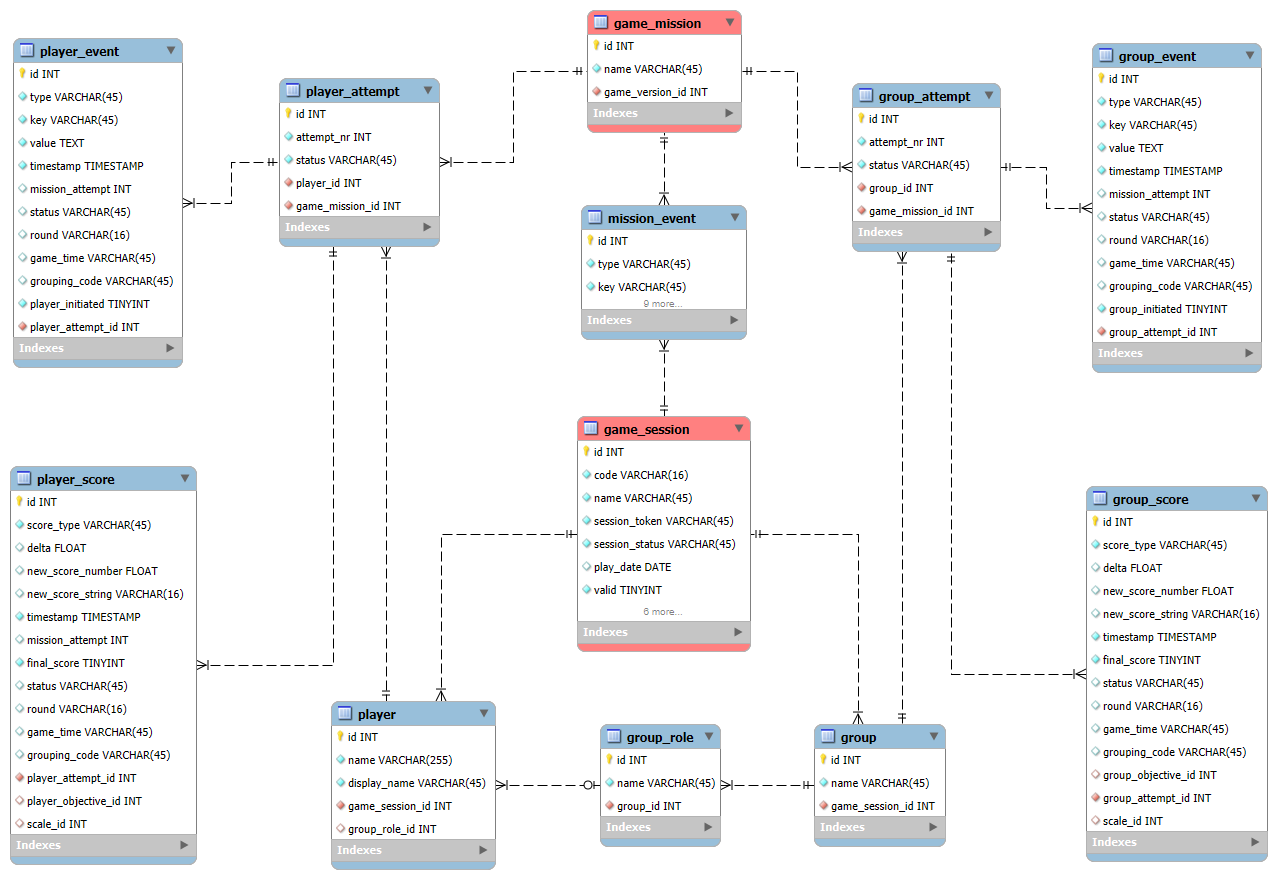 game_mission
id INT
name VARCHAR(45)
game_version_id INT
Indexes
player_event
id INT
type VARCHAR(45)
key VARCHAR(45)
value TEXT
timestamp TIMESTAMP
mission_attempt INT
status VARCHAR(45)
round VARCHAR(16)
game_time VARCHAR(45)
grouping_code VARCHAR(45)
player_initiated TINYINT
player_attempt_id INT
Indexes
player_attempt
id INT
attempt_nr INT
status VARCHAR(45)
player_id INT
game_mission_id INT
Indexes
group_attempt
id INT
attempt_nr INT
status VARCHAR(45)
group_id INT
game_mission_id INT
Indexes
group_event
id INT
type VARCHAR(45)
key VARCHAR(45)
value TEXT
timestamp TIMESTAMP
mission_attempt INT
status VARCHAR(45)
round VARCHAR(16)
game_time VARCHAR(45)
grouping_code VARCHAR(45)
group_initiated TINYINT
group_attempt_id INT
Indexes
mission_event
id INT
type VARCHAR(45)
key VARCHAR(45)
9 more...
Indexes
game_session
id INT
code VARCHAR(16)
name VARCHAR(45)
session_token VARCHAR(45)
session_status VARCHAR(45)
play_date DATE
valid TINYINT
6 more...
Indexes
player_score
id INT
score_type VARCHAR(45)
delta FLOAT
new_score_number FLOAT
new_score_string VARCHAR(16)
timestamp TIMESTAMP
mission_attempt INT
final_score TINYINT
status VARCHAR(45)
round VARCHAR(16)
game_time VARCHAR(45)
grouping_code VARCHAR(45)
player_attempt_id INT
player_objective_id INT
scale_id INT
Indexes
group_score
id INT
score_type VARCHAR(45)
delta FLOAT
new_score_number FLOAT
new_score_string VARCHAR(16)
timestamp TIMESTAMP
final_score TINYINT
status VARCHAR(45)
round VARCHAR(16)
game_time VARCHAR(45)
grouping_code VARCHAR(45)
group_objective_id INT
group_attempt_id INT
scale_id INT
Indexes
player
id INT
name VARCHAR(255)
display_name VARCHAR(45)
game_session_id INT
group_role_id INT
Indexes
group_role
id INT
name VARCHAR(45)
group_id INT
Indexes
group
id INT
name VARCHAR(45)
game_session_id INT
Indexes